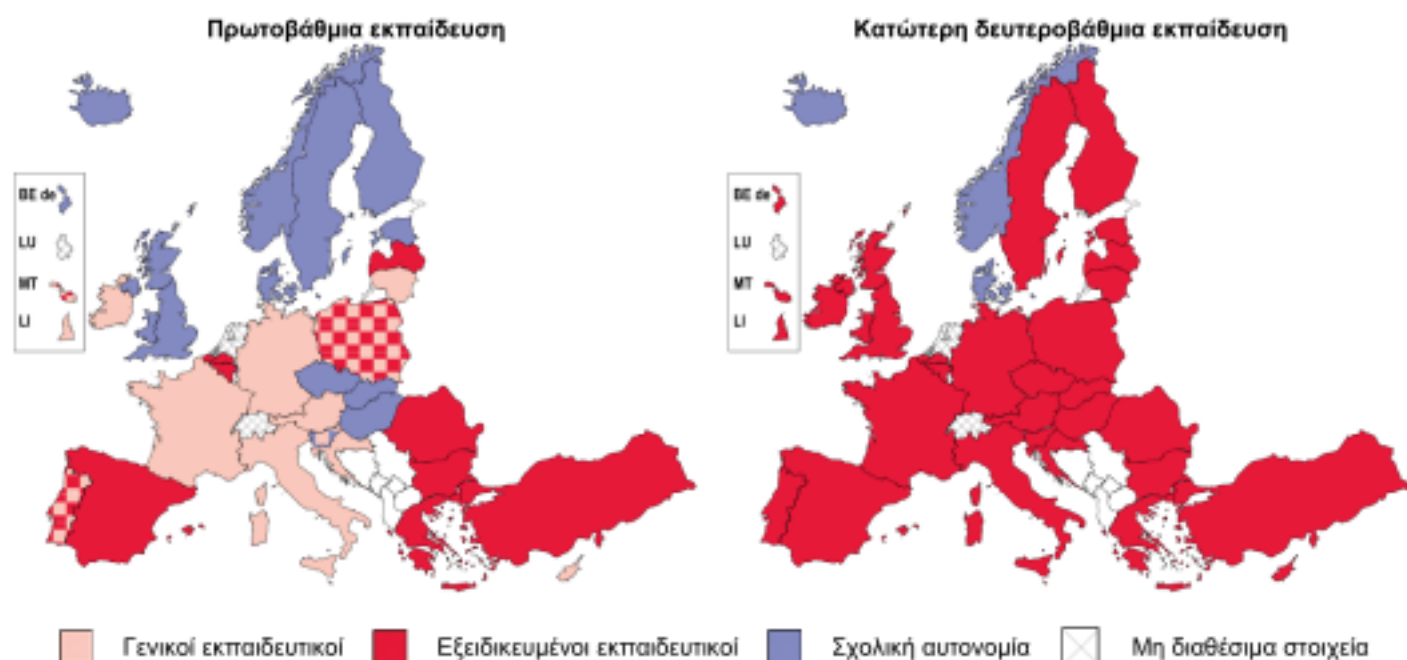 Πρωτοβάθμια εκπαίδευση
Κατώτερη δευτεροβάθμια εκπαίδευση
BE de
LU
MT
LI
BE de
LU
MT
LI
Γενικοί εκπαιδευτικοί
Εξειδικευμένοι εκπαιδευτικοί
Σχολική αυτονομία
Μη διαθέσιμα στοιχεία